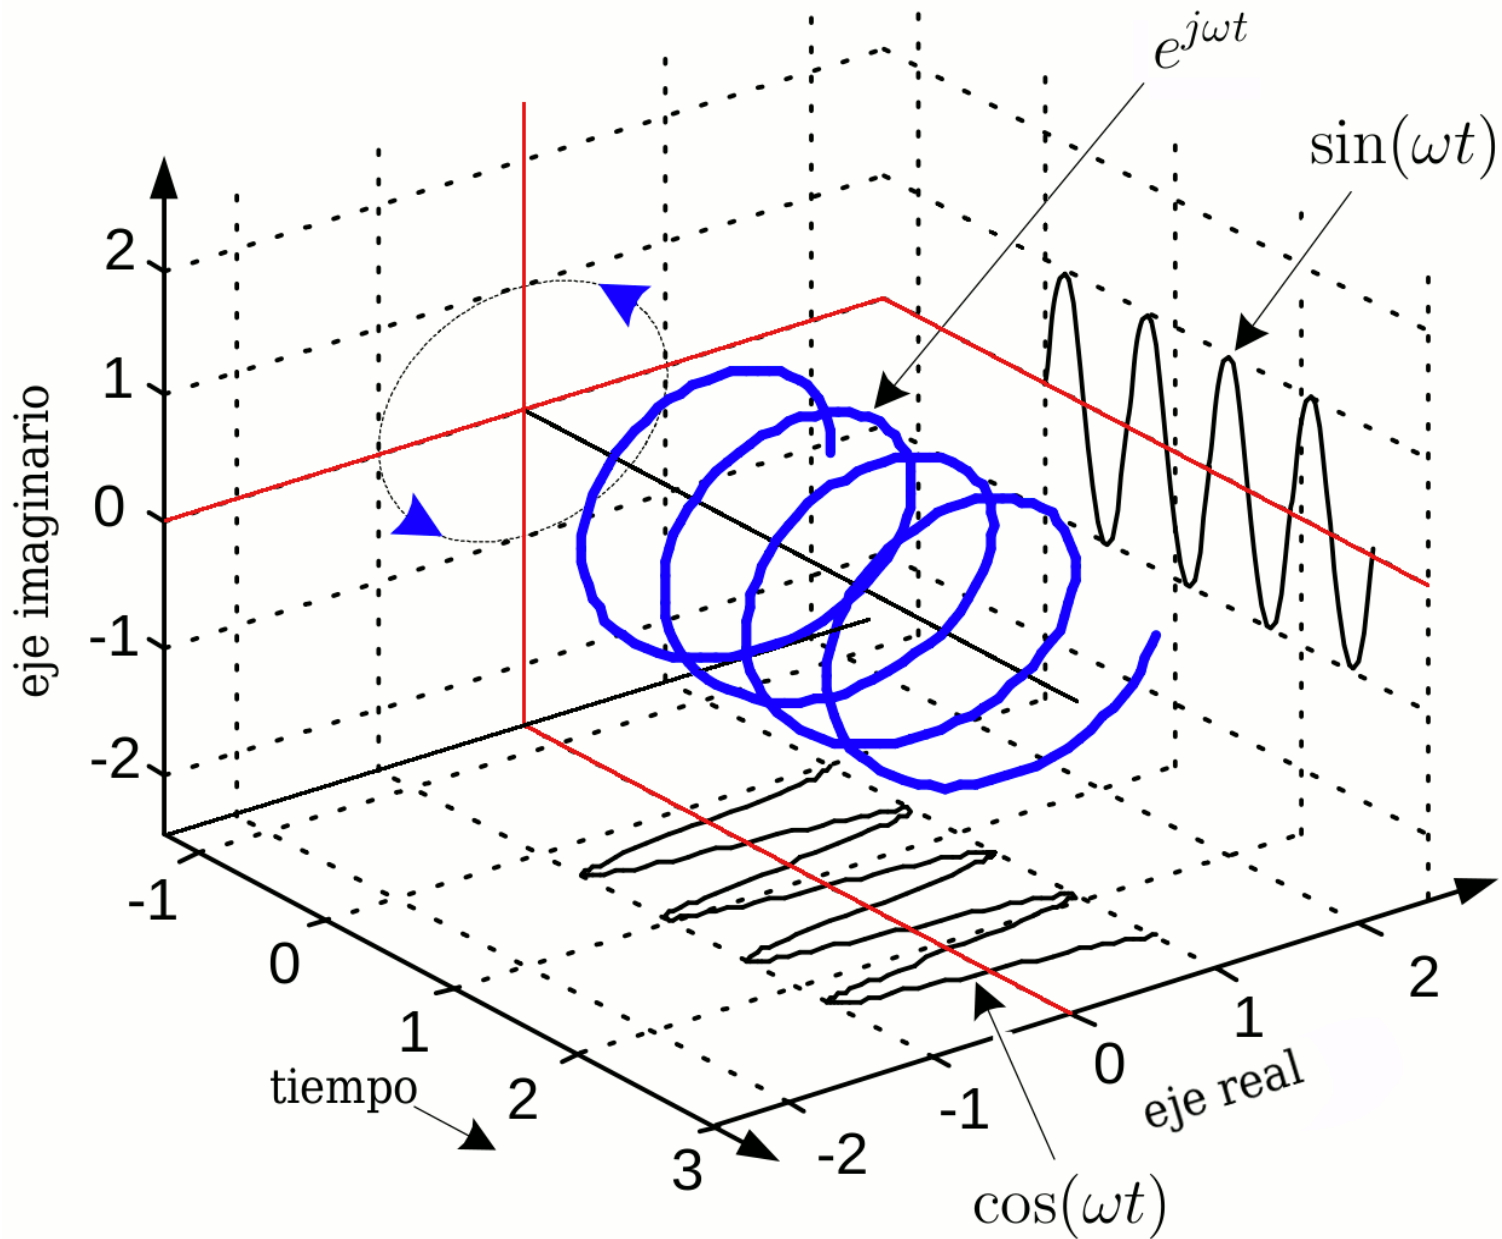 e^{jωt}
sin(ωt)
2
1
0
-1
-2
eje imaginario
-1
0
1
2
3
tiempo
-2
-1
0
1
2
eje real
cos(ωt)